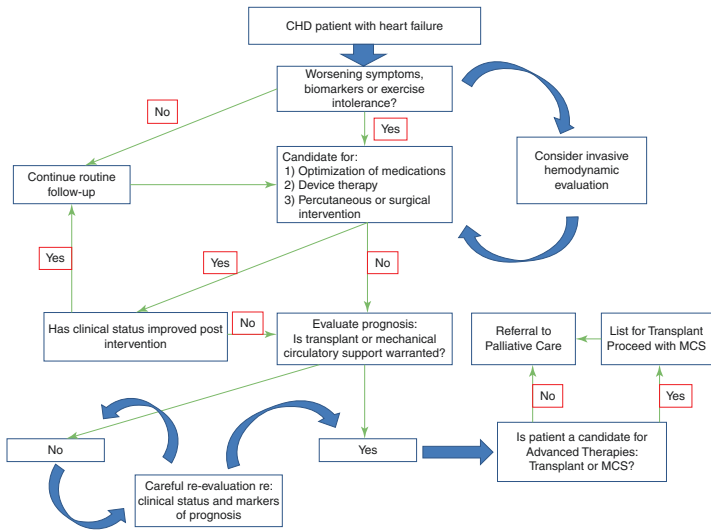 CHD patient with heart failure
Worsening symptoms,
biomarkers or exercise
intolerance?
No
Yes
Continue routine
follow-up
Candidate for:
1) Optimization of medications
2) Device therapy
3) Percutaneous or surgical
intervention
Consider invasive
hemodynamic
evaluation
Yes
Yes
No
Has clinical status improved post
intervention
No
Evaluate prognosis:
Is transplant or mechanical
circulatory support warranted?
Referral to
Palliative Care
List for Transplant
Proceed with MCS
No
Yes
No
Yes
Is patient a candidate for
Advanced Therapies:
Transplant or MCS?
Careful re-evaluation re:
clinical status and markers
of prognosis